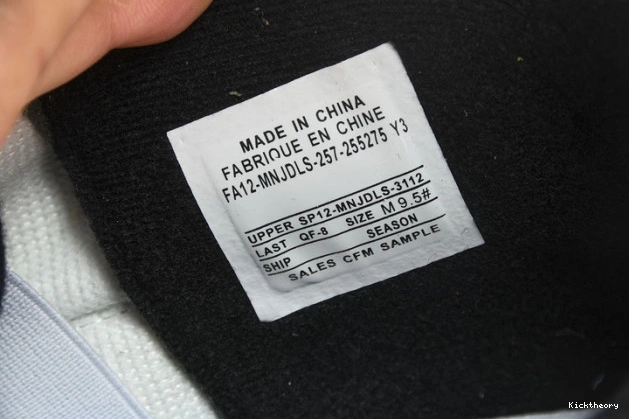 MADE IN CHINA
FABRIQUE EN CHINE
FA12-MNJDLS-257-255275 Y3
UPPER SP12-MNJDLS-3112
LAST QF-8 SIZE M 9.5#
SHIP SEASON
SALES CFM SAMPLE
Kicktheory